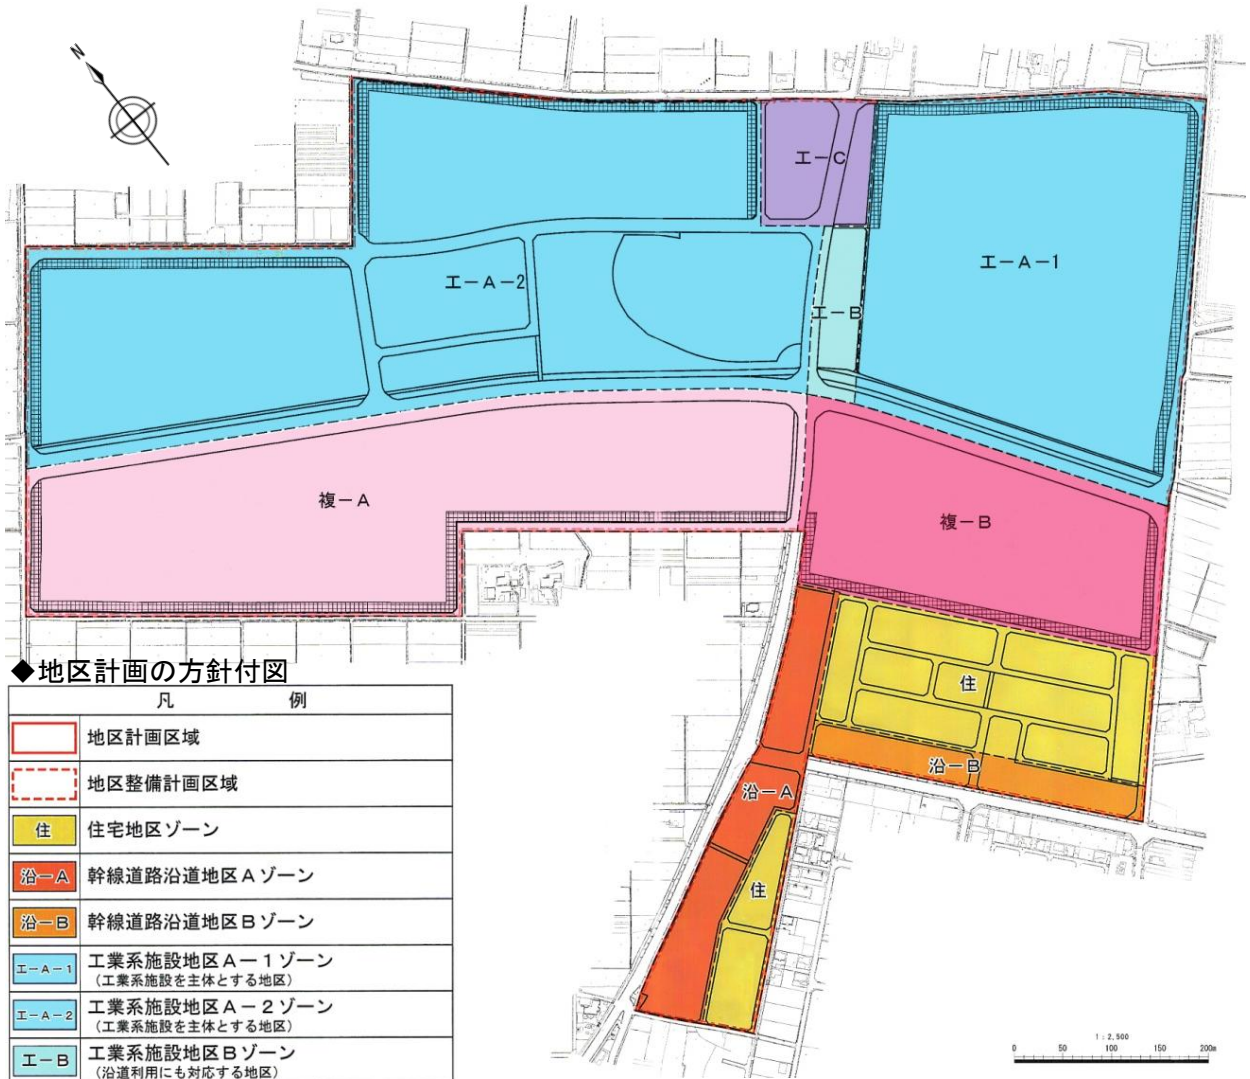 N
エ-C
エ-A-1
エ-A-2
エ-B
複-A
複-B
住
沿-B
沿-A
住
◆地区計画の方針付図
凡 例
地区計画区域
地区整備計画区域
住 住宅地区ゾーン
沿-A 幹線道路沿道地区Aゾーン
沿-B 幹線道路沿道地区Bゾーン
エ-A-1 工業系施設地区A-1ゾーン
(工業系施設を主体とする地区)
エ-A-2 工業系施設地区A-2ゾーン
(工業系施設を主体とする地区)
エ-B 工業系施設地区Bゾーン
(沿道利用にも対応する地区)
1:2,500
0 50 100 150 200m